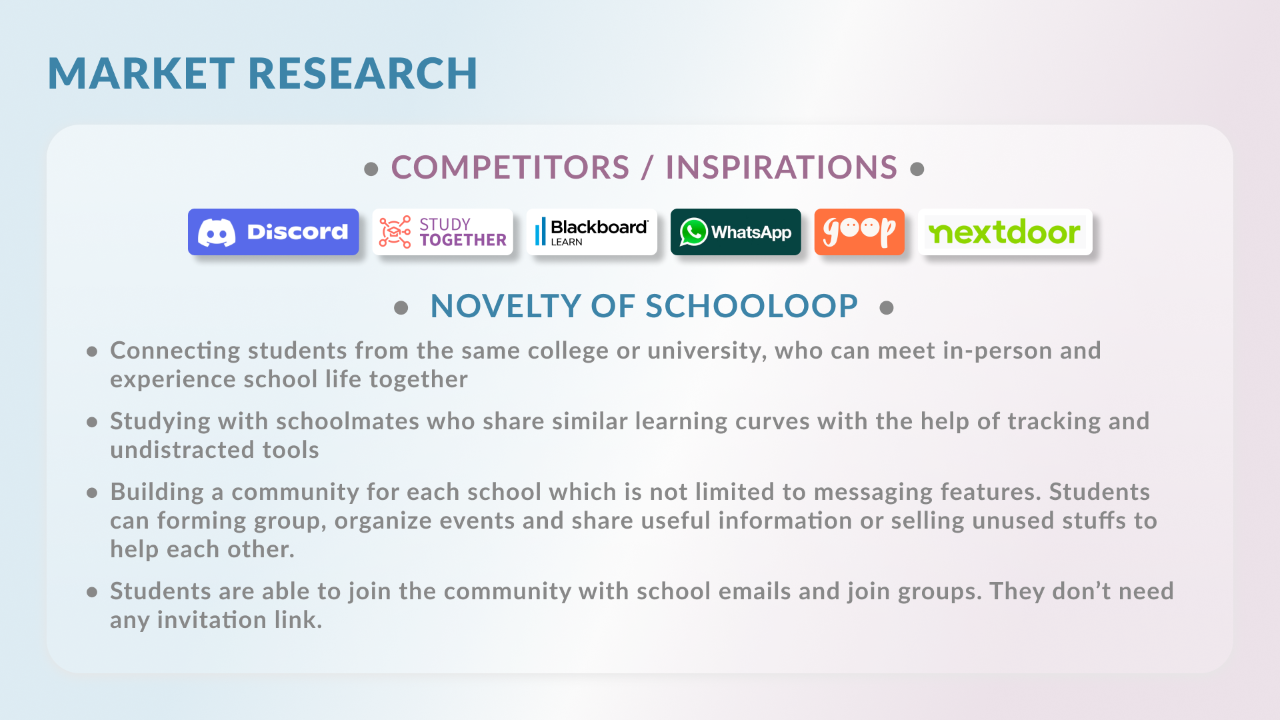 MARKET RESEARCH
• COMPETITORS / INSPIRATIONS •
Discord
STUDY
TOGETHER
Blackboard
LEARN
WhatsApp
goop
nextdoor
• NOVELTY OF SCHOOLOOP •
• Connecting students from the same college or university, who can meet in-person and
experience school life together
• Studying with schoolmates who share similar learning curves with the help of tracking and
undistracted tools
• Building a community for each school which is not limited to messaging features. Students
can forming group, organize events and share useful information or selling unused stuffs to
help each other.
• Students are able to join the community with school emails and join groups. They don’t need
any invitation link.